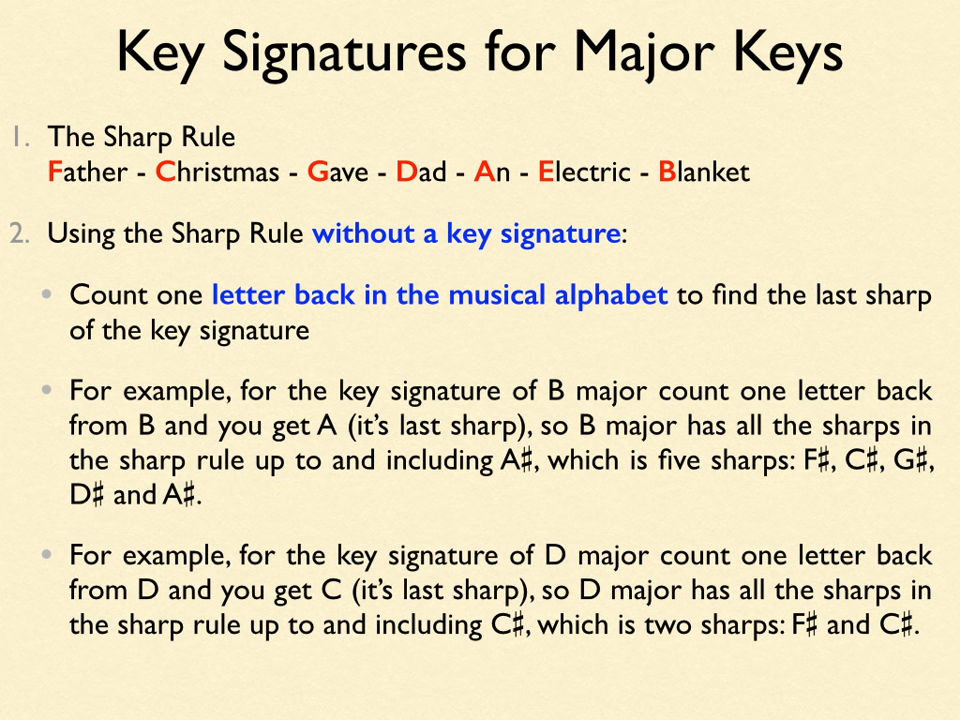 Key Signatures for Major Keys
1. The Sharp Rule
Father - Christmas - Gave - Dad - An - Electric - Blanket
2. Using the Sharp Rule without a key signature:
• Count one letter back in the musical alphabet to find the last sharp
of the key signature
• For example, for the key signature of B major count one letter back
from B and you get A (it’s last sharp), so B major has all the sharps in
the sharp rule up to and including A♯, which is five sharps: F♯, C♯, G♯,
D♯ and A♯.
• For example, for the key signature of D major count one letter back
from D and you get C (it’s last sharp), so D major has all the sharps in
the sharp rule up to and including C♯, which is two sharps: F♯ and C♯.